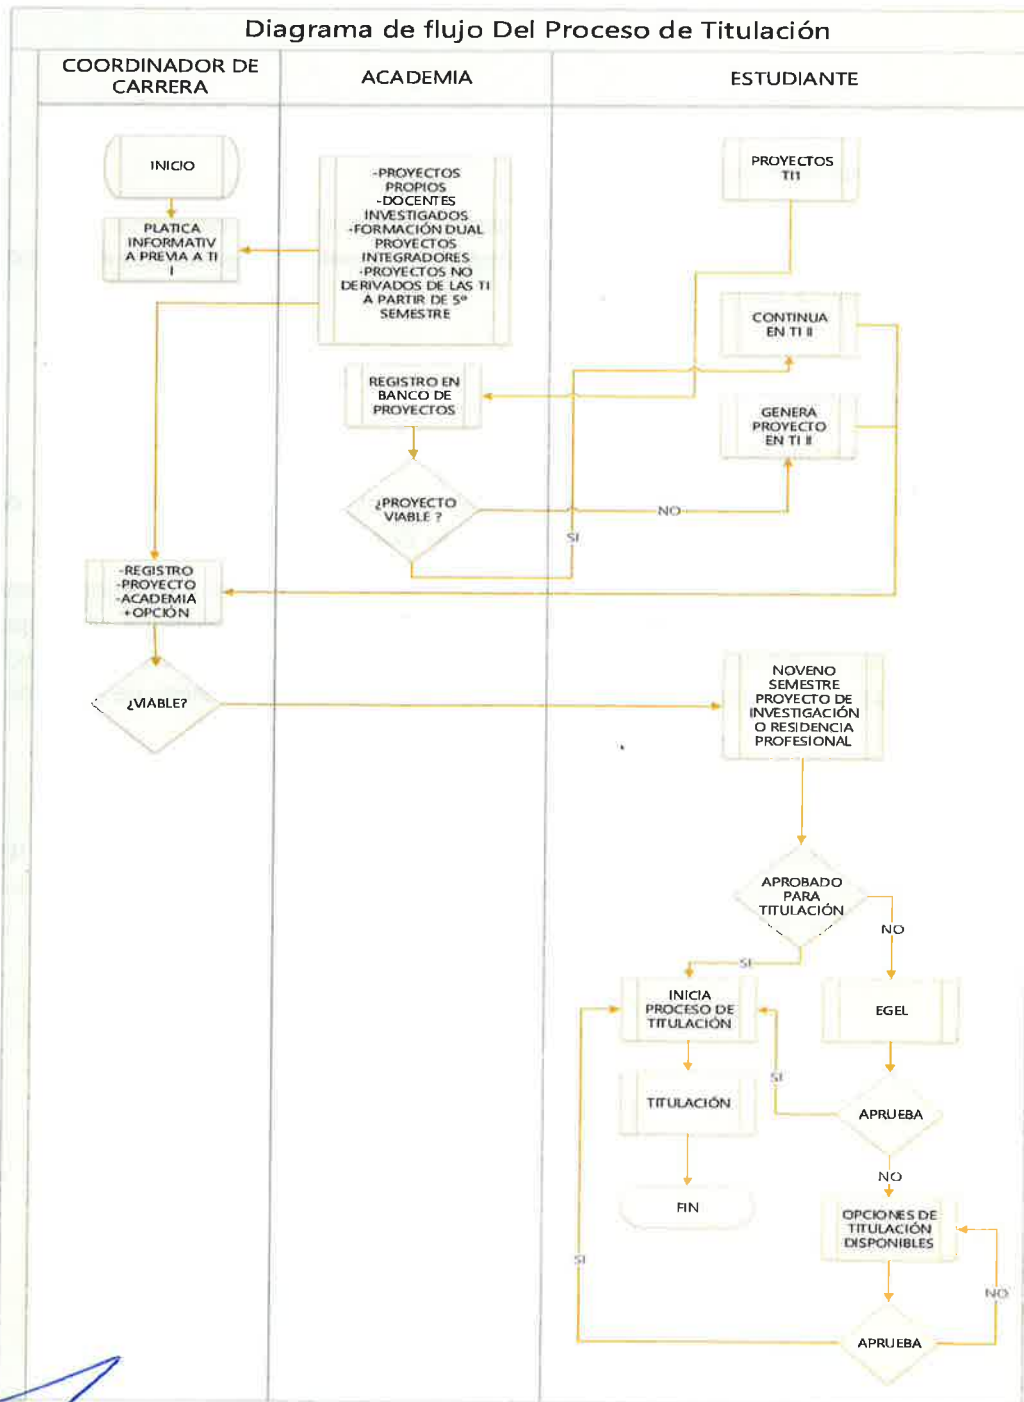 Diagrama de flujo Del Proceso de Titulación
COORDINADOR DE
CARRERA
ACADEMIA
ESTUDIANTE
INICIO
PLATICA
INFORMATIV
A PREVIA A TI
I
-PROYECTOS
PROPIOS
-DOCENTES
INVESTIGADOS
-FORMACIÓN DUAL
PROYECTOS
INTEGRADORES
-PROYECTOS NO
DERIVADOS DE LAS TI
A PARTIR DE 5º
SEMESTRE
PROYECTOS
TI1
CONTINUA
EN TI II
REGISTRO EN
BANCO DE
PROYECTOS
GENERA
PROYECTO
EN TI II
¿PROYECTO
VIABLE ?
NO
SI
-REGISTRO
-PROYECTO
-ACADEMIA
+OPCIÓN
¿VIABLE?
NOVENO
SEMESTRE
PROYECTO DE
INVESTIGACIÓN
O RESIDENCIA
PROFESIONAL
APROBADO
PARA
TITULACIÓN
NO
SI
INICIA
PROCESO DE
TITULACIÓN
EGEL
SI
TITULACIÓN
APRUEBA
NO
FIN
OPCIONES DE
TITULACIÓN
DISPONIBLES
SI
NO
APRUEBA